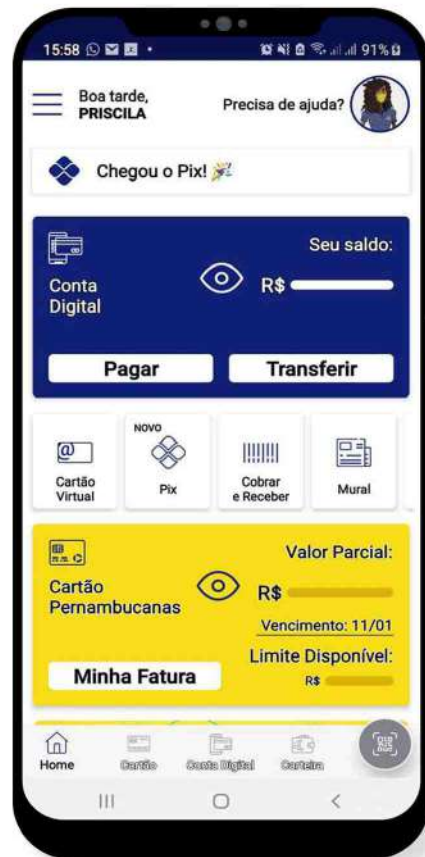 15:58
91%
Boa tarde,
PRISCILA
Precisa de ajuda?
Chegou o Pix!
Seu saldo:
Conta
Digital
R$
Pagar
Transferir
Cartão
Virtual
NOVO
Pix
Cobrar
e Receber
Mural
Valor Parcial:
Cartão
Pernambucanas
R$
Vencimento: 11/01
Limite Disponível:
R$
Minha Fatura
Home
Cartão
Conta Digital
Carteira